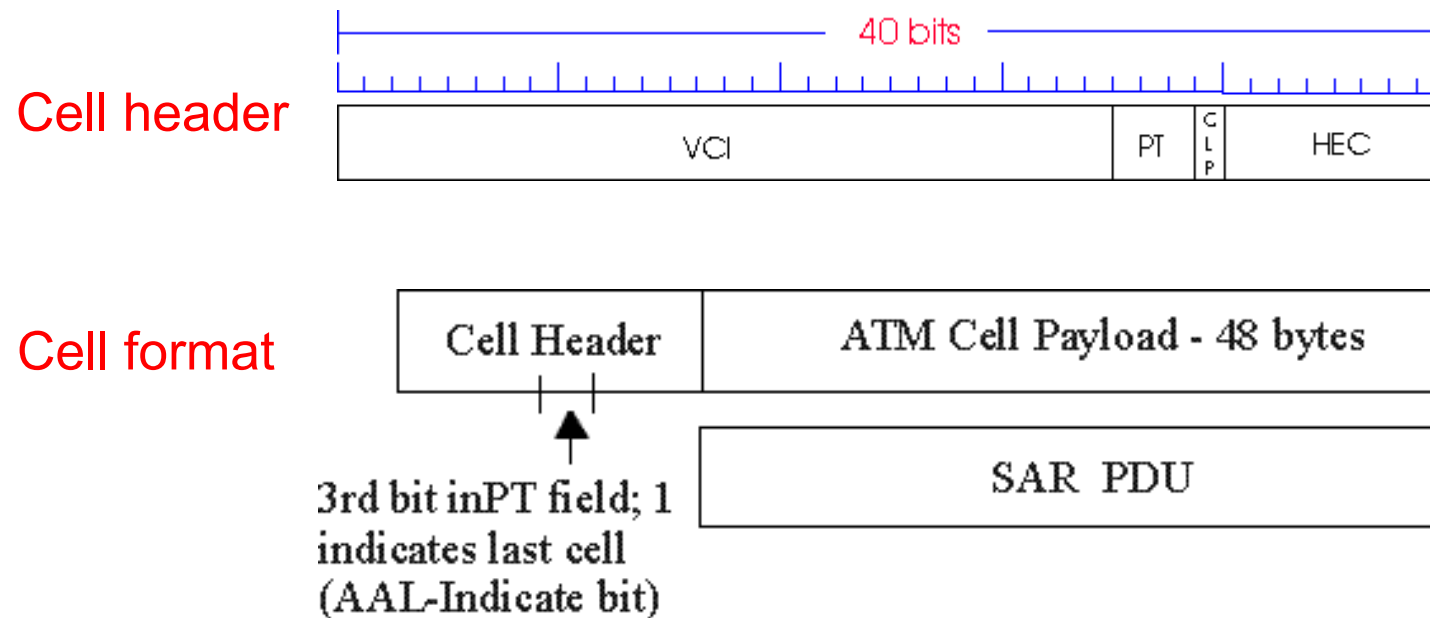 40 bits
Cell header
VCI PT CLP HEC
Cell format
Cell Header ATM Cell Payload - 48 bytes
SAR PDU
3rd bit inPT field; 1
indicates last cell
(AAL-Indicate bit)